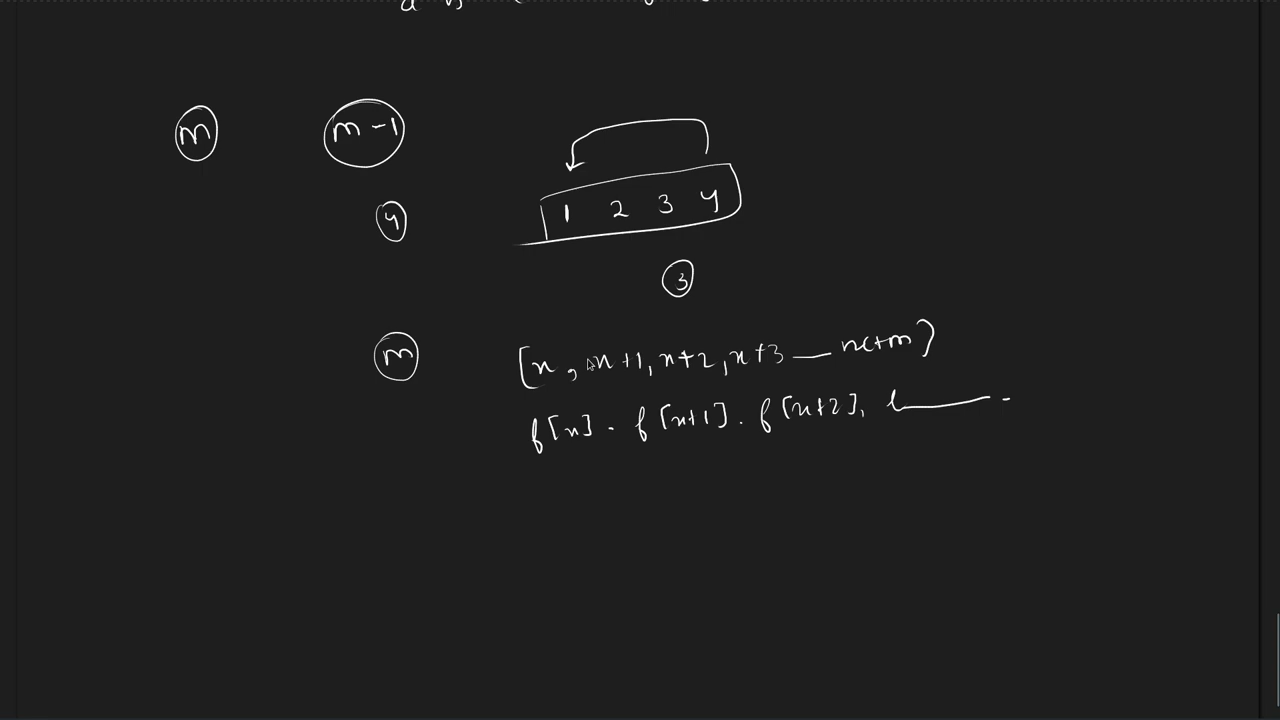 m m-1
4 1 2 3 4
3
m [x, x+1, x+2, x+3 — x+m]
f[x] . f[x+1] . f[x+2],